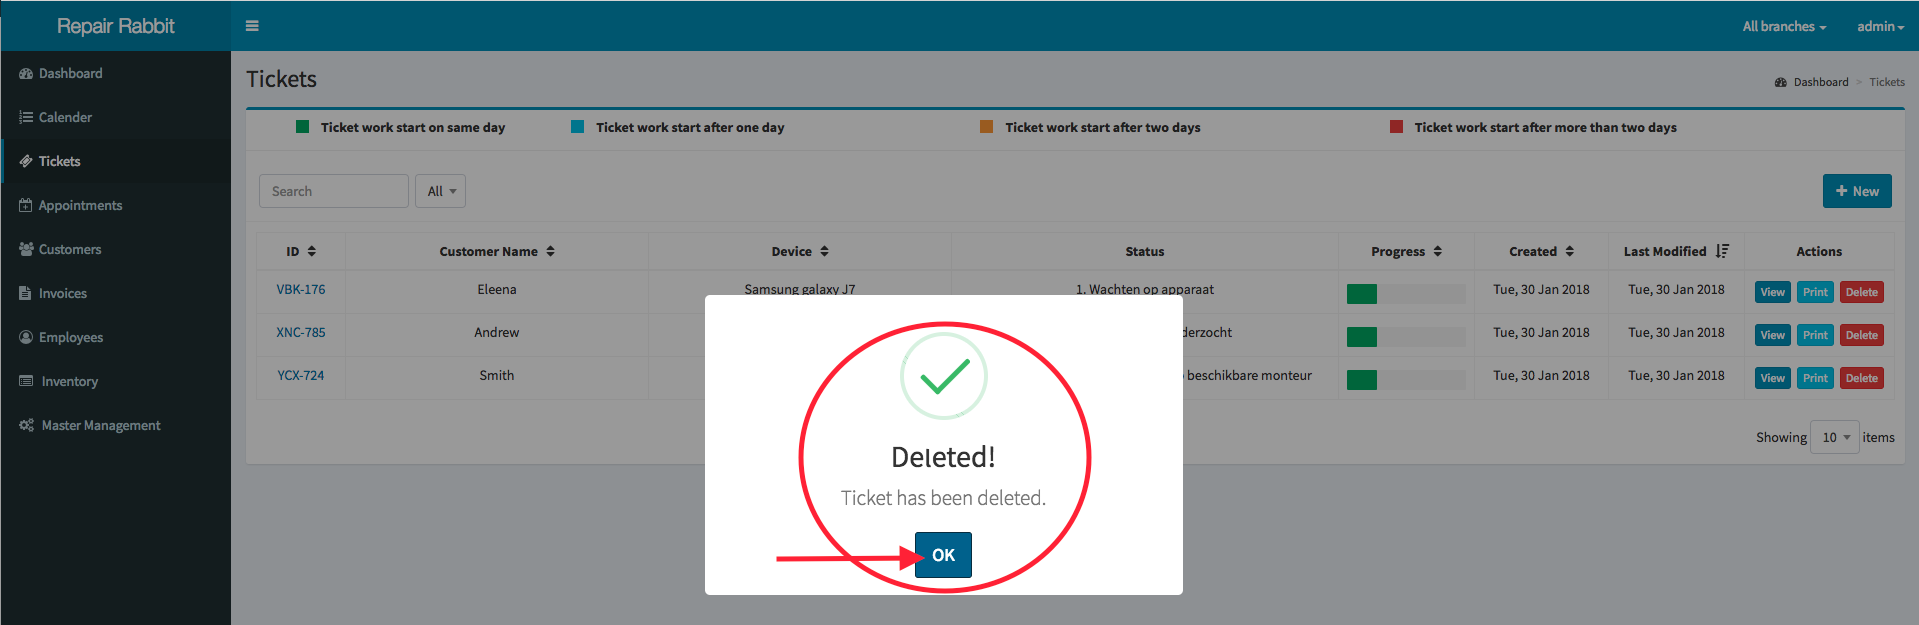 Repair Rabbit
All branches admin
Dashboard
Calender
Tickets
Appointments
Customers
Invoices
Employees
Inventory
Master Management
Tickets
Dashboard > Tickets
Ticket work start on same day Ticket work start after one day Ticket work start after two days Ticket work start after more than two days
Search All + New
ID Customer Name Device Status Progress Created Last Modified Actions
VBK-176 Eleena Samsung galaxy J7 1. Wachten op apparaat Tue, 30 Jan 2018 Tue, 30 Jan 2018 View Print Delete
XNC-785 Andrew Tue, 30 Jan 2018 Tue, 30 Jan 2018 View Print Delete
YCX-724 Smith beschikbare monteur Tue, 30 Jan 2018 Tue, 30 Jan 2018 View Print Delete
Showing 10 items
Deleted!
Ticket has been deleted.
OK